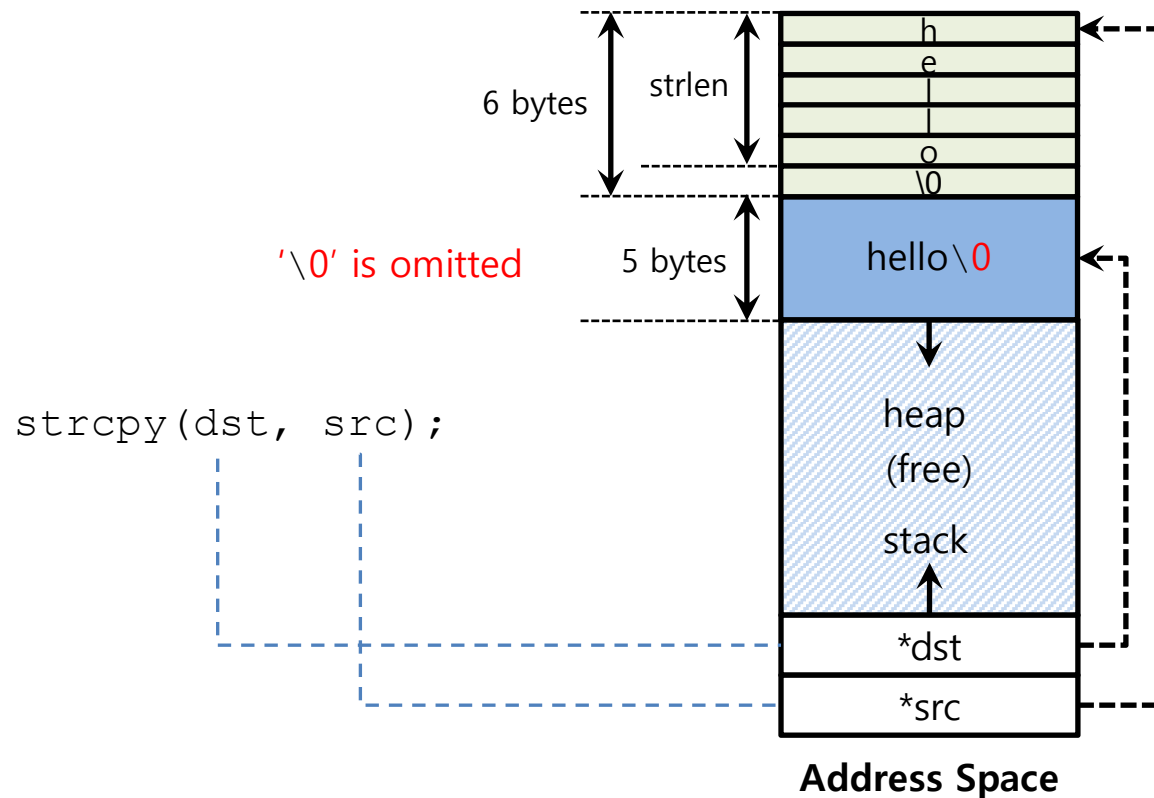 h
e
l
l
o
\0
strlen
6 bytes
hello\0
5 bytes
'\0' is omitted
strcpy(dst, src);
heap
(free)
stack
*dst
*src
Address Space